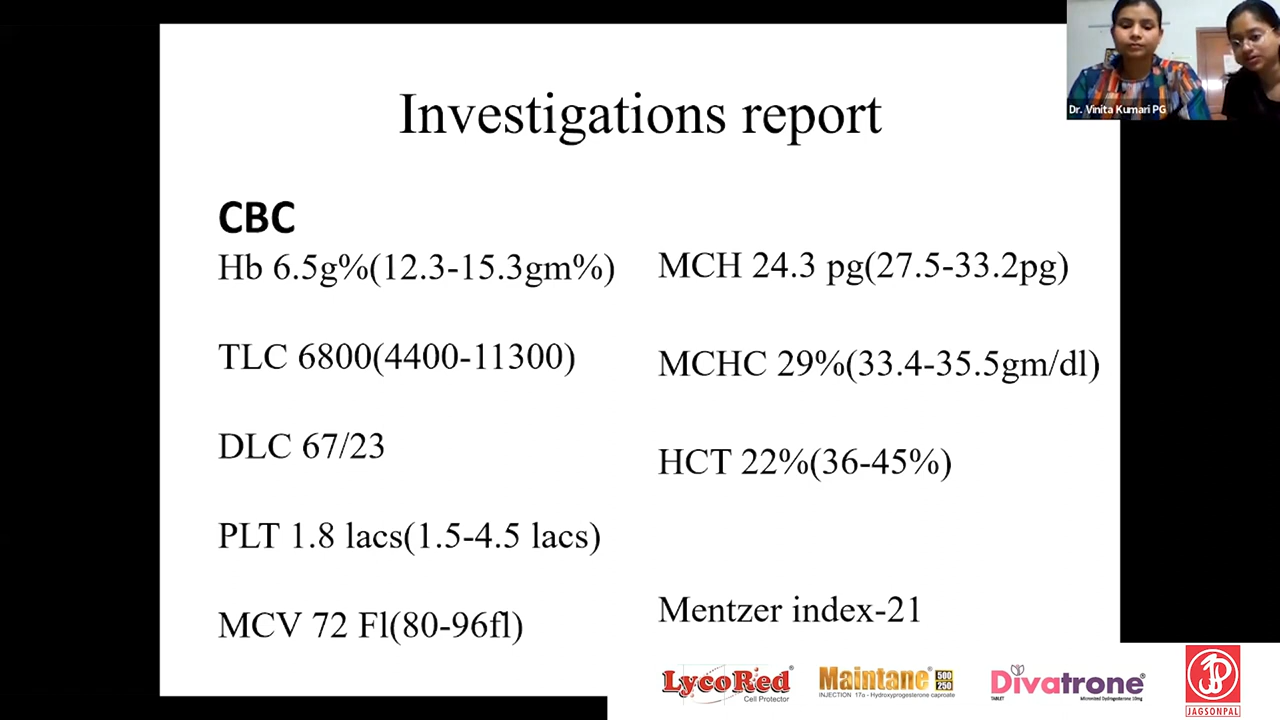 Dr. Vinita Kumari PG
Investigations report
CBC
Hb 6.5g%(12.3-15.3gm%)
TLC 6800(4400-11300)
DLC 67/23
PLT 1.8 lacs(1.5-4.5 lacs)
MCV 72 Fl(80-96fl)
MCH 24.3 pg(27.5-33.2pg)
MCHC 29%(33.4-35.5gm/dl)
HCT 22%(36-45%)
Mentzer index-21
LycoRed®
Cell Protector
Maintane® 500 250
INJECTION 17α - Hydroxyprogesterone caproate
Divatrone®
TABLET Micronised Dydrogesterone 10mg
JAGSONPAL